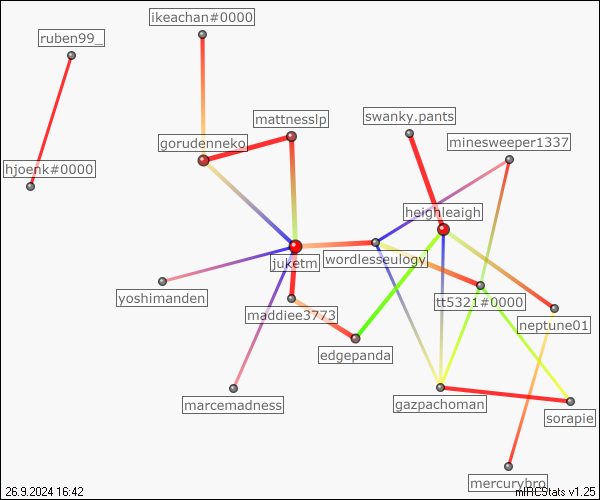 ikeachan#0000
ruben99_
mattnesslp
swanky.pants
gorudenneko
minesweeper1337
hjoenk#0000
heighleaigh
wordlesseulogy
juketm
yoshimanden
tt5321#0000
maddiee3773
neptune01
edgepanda
marcemadness
gazpachoman
sorapie
mercurybro
26.9.2024 16:42
mIRCStats v1.25